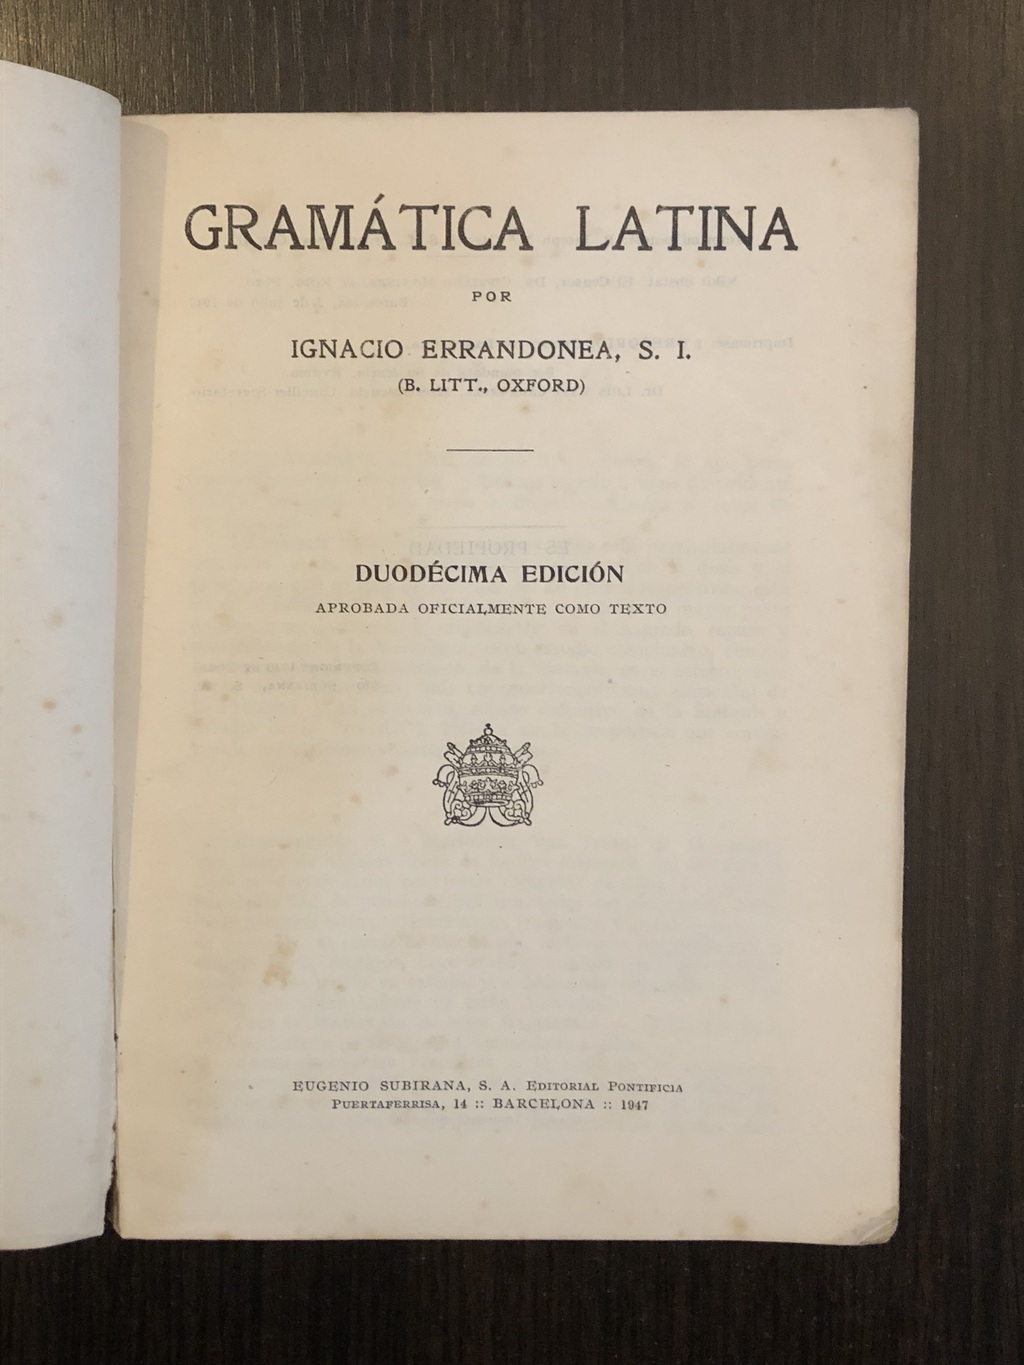 GRAMÁTICA LATINA
POR
IGNACIO ERRANDONEA, S. I.
(B. LITT., OXFORD)
DUODÉCIMA EDICIÓN
APROBADA OFICIALMENTE COMO TEXTO
EUGENIO SUBIRANA, S. A. EDITORIAL PONTIFICIA
PUERTAFERRISA, 14 :: BARCELONA :: 1947